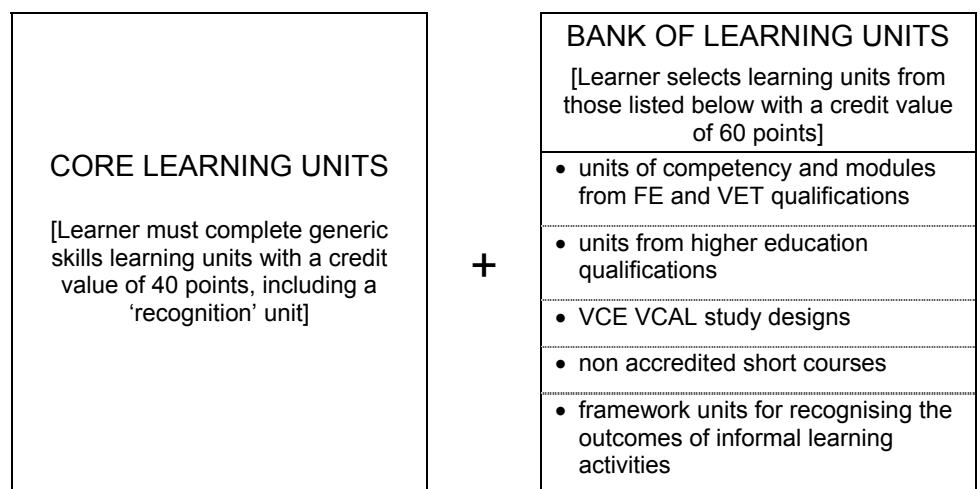 CORE LEARNING UNITS
[Learner must complete generic
skills learning units with a credit
value of 40 points, including a
‘recognition’ unit]
+
BANK OF LEARNING UNITS
[Learner selects learning units from
those listed below with a credit value
of 60 points]
• units of competency and modules
from FE and VET qualifications
• units from higher education
qualifications
• VCE VCAL study designs
• non accredited short courses
• framework units for recognising the
outcomes of informal learning
activities